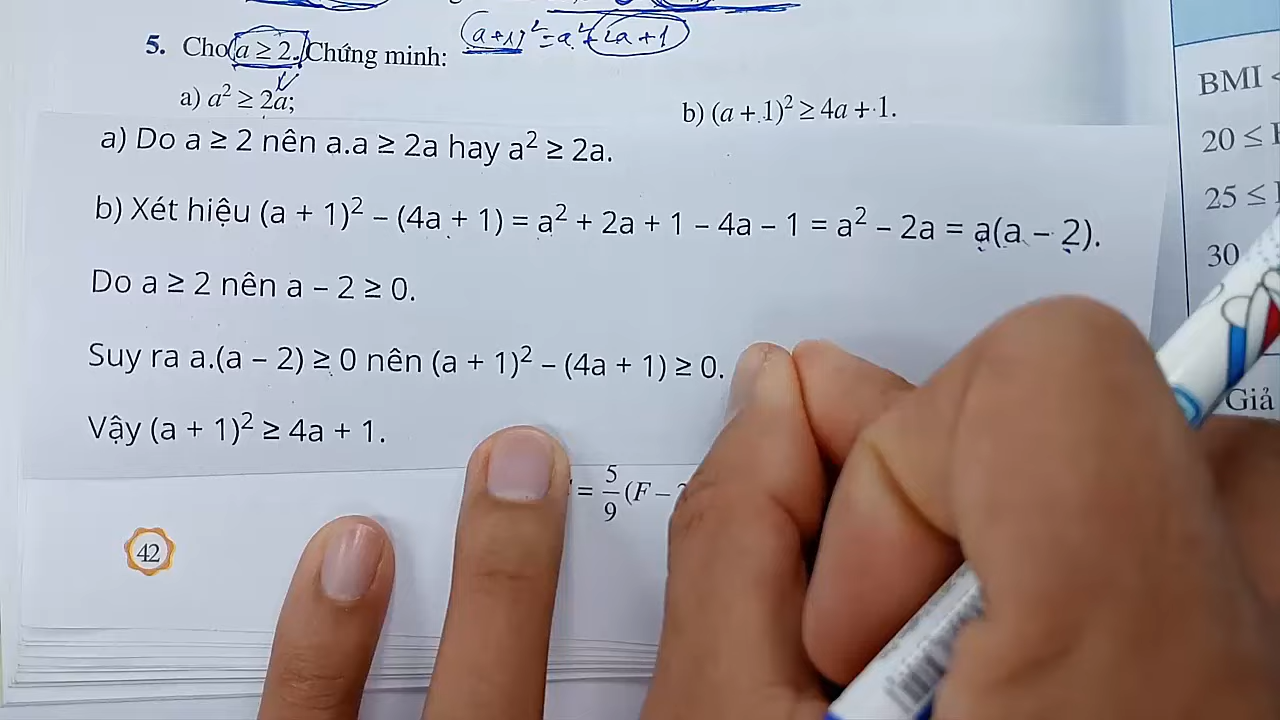 (a+1)² = a² + 2a + 1
5. Cho a ≥ 2. Chứng minh:
a) a² ≥ 2a;
b) (a + 1)² ≥ 4a + 1.
a) Do a ≥ 2 nên a.a ≥ 2a hay a² ≥ 2a.
b) Xét hiệu (a + 1)² – (4a + 1) = a² + 2a + 1 – 4a – 1 = a² – 2a = a(a – 2).
Do a ≥ 2 nên a – 2 ≥ 0.
Suy ra a.(a – 2) ≥ 0 nên (a + 1)² – (4a + 1) ≥ 0.
Vậy (a + 1)² ≥ 4a + 1.
= 5/9 (F –
42
BMI <
20 ≤
25 ≤
30
Giả